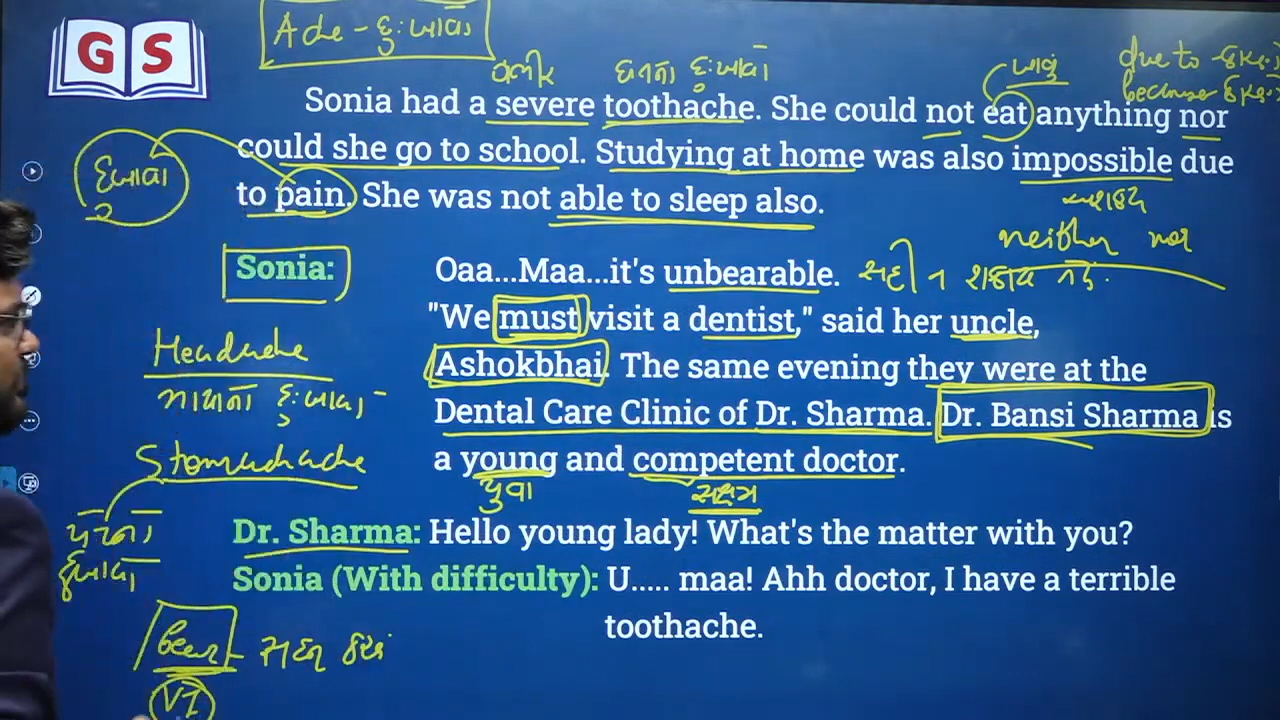 GS
Ache - દુઃખાવો
દાંતનો દુઃખાવો
ખાવું
due to
because
Sonia had a severe toothache. She could not eat anything nor
could she go to school. Studying at home was also impossible due
to pain. She was not able to sleep also.
દુખાવો
અશક્ય
neither nor
Sonia: Oaa...Maa...it's unbearable.
"We must visit a dentist," said her uncle,
Ashokbhai. The same evening they were at the
Dental Care Clinic of Dr. Sharma. Dr. Bansi Sharma is
a young and competent doctor.
Headache
માથાનો દુઃખાવો
Stomachache
પેટનો
દુખાવો
યુવા
સક્ષમ
Dr. Sharma: Hello young lady! What's the matter with you?
Sonia (With difficulty): U..... maa! Ahh doctor, I have a terrible
toothache.
bear - સહન કરવું
V1